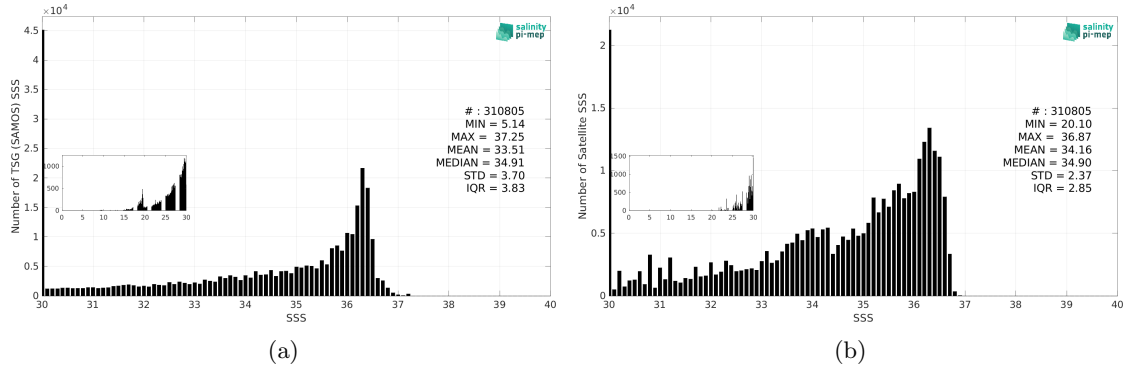 ×10^4
4.5
4
3.5
3
2.5
2
1.5
1
0.5
0
Number of TSG (SAMOS) SSS
salinity
pi-mep
# : 310805
MIN = 5.14
MAX = 37.25
MEAN = 33.51
MEDIAN = 34.91
STD = 3.70
IQR = 3.83
1000
500
0
0 5 10 15 20 25 30
30 31 32 33 34 35 36 37 38 39 40
SSS
(a)
×10^4
2
1.5
1
0.5
0
Number of Satellite SSS
salinity
pi-mep
# : 310805
MIN = 20.10
MAX = 36.87
MEAN = 34.16
MEDIAN = 34.90
STD = 2.37
IQR = 2.85
1500
1000
500
0
0 5 10 15 20 25 30
30 31 32 33 34 35 36 37 38 39 40
SSS
(b)